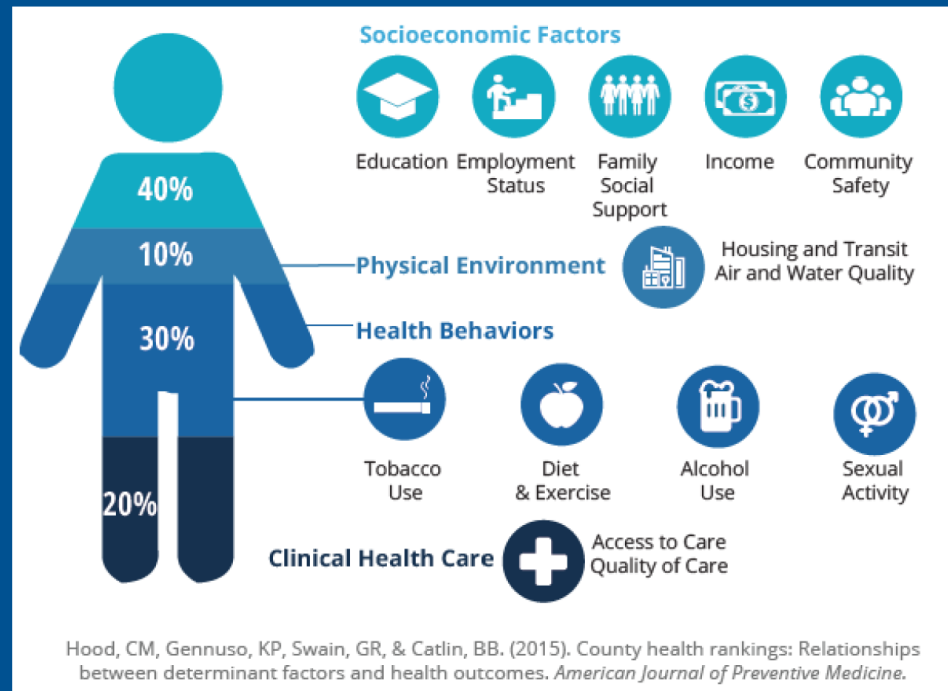 Socioeconomic Factors
Education
Employment
Status
Family
Social
Support
Income
Community
Safety
40%
10%
Physical Environment
Housing and Transit
Air and Water Quality
30%
Health Behaviors
Tobacco
Use
Diet
& Exercise
Alcohol
Use
Sexual
Activity
20%
Clinical Health Care
Access to Care
Quality of Care
Hood, CM, Gennuso, KP, Swain, GR, & Catlin, BB. (2015). County health rankings: Relationships
between determinant factors and health outcomes. American Journal of Preventive Medicine.